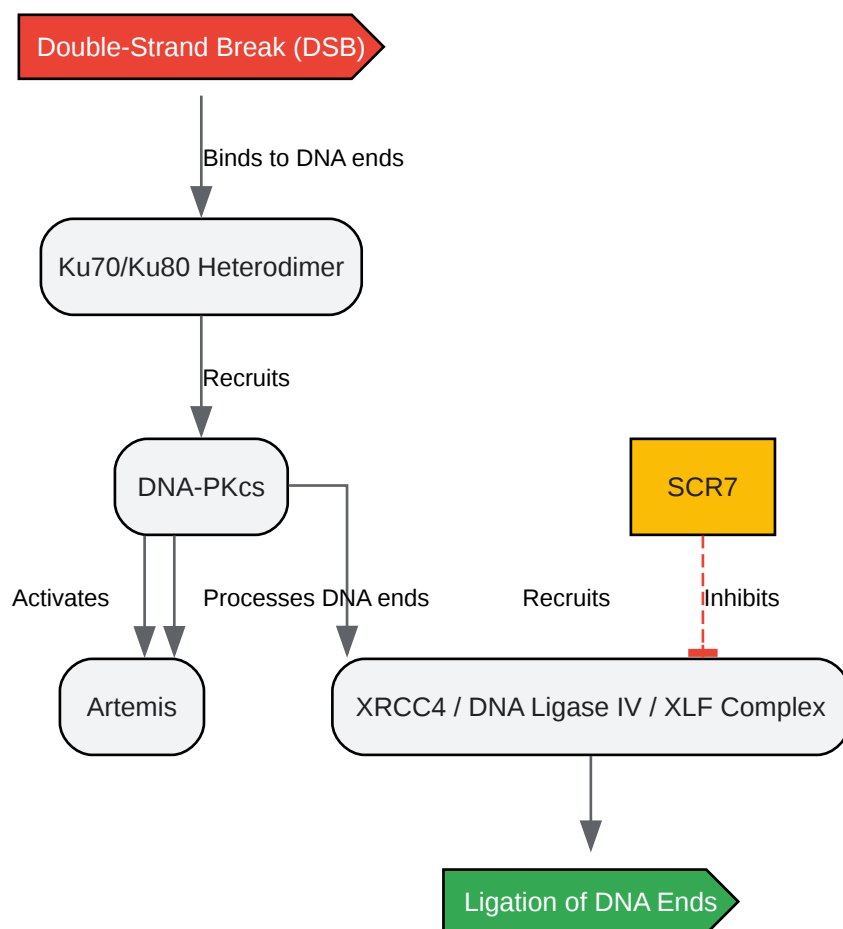 Double-Strand Break (DSB)
Binds to DNA ends
Ku70/Ku80 Heterodimer
Recruits
DNA-PKcs
SCR7
Activates
Processes DNA ends
Recruits
Inhibits
Artemis
XRCC4 / DNA Ligase IV / XLF Complex
Ligation of DNA Ends